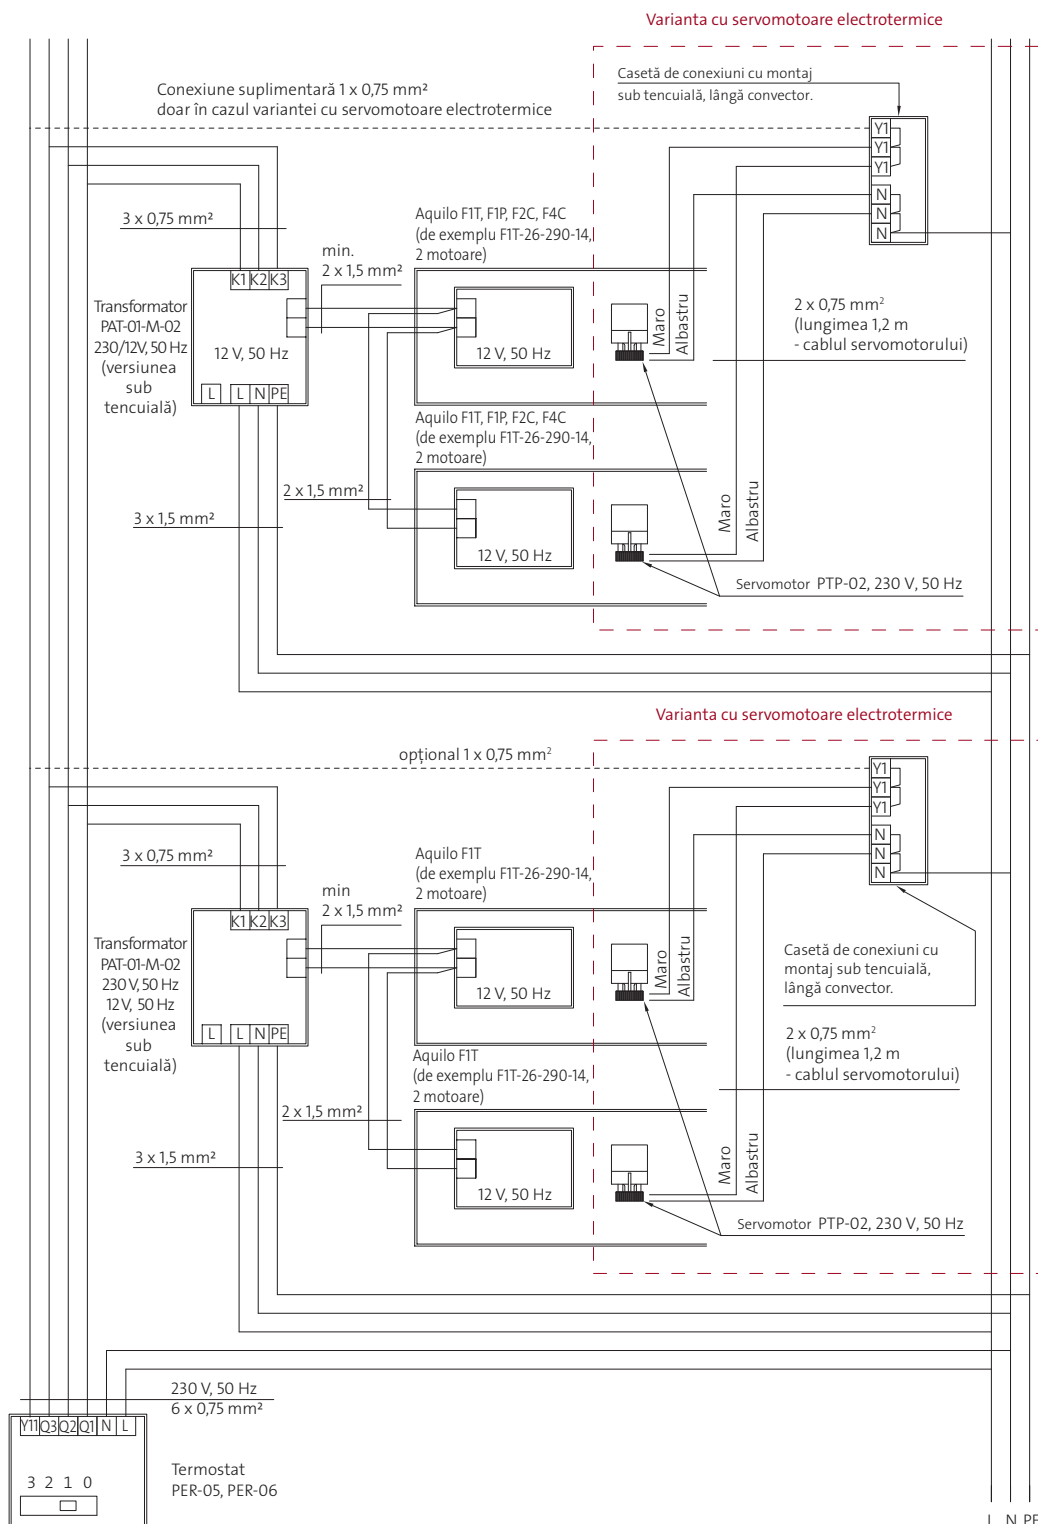 Varianta cu servomotoare electrotermice
Conexiune suplimentară 1 x 0,75 mm²
doar în cazul variantei cu servomotoare electrotermice
Casetă de conexiuni cu montaj
sub tencuială, lângă convector.
Y1
Y1
Y1
N
N
N
3 x 0,75 mm²
min.
2 x 1,5 mm²
Aquilo F1T, F1P, F2C, F4C
(de exemplu F1T-26-290-14,
2 motoare)
K1 K2 K3
Transformator
PAT-01-M-02
230/12V, 50 Hz
(versiunea
sub
tencuială)
12 V, 50 Hz
L L N PE
12 V, 50 Hz
Maro
Albastru
2 x 0,75 mm²
(lungimea 1,2 m
- cablul servomotorului)
Aquilo F1T, F1P, F2C, F4C
(de exemplu F1T-26-290-14,
2 motoare)
2 x 1,5 mm²
3 x 1,5 mm²
12 V, 50 Hz
Maro
Albastru
Servomotor PTP-02, 230 V, 50 Hz
Varianta cu servomotoare electrotermice
opțional 1 x 0,75 mm²
Y1
Y1
Y1
N
N
N
3 x 0,75 mm²
min
2 x 1,5 mm²
Aquilo F1T
(de exemplu F1T-26-290-14,
2 motoare)
K1 K2 K3
Transformator
PAT-01-M-02
230 V, 50 Hz
12 V, 50 Hz
(versiunea
sub
tencuială)
L L N PE
12 V, 50 Hz
Maro
Albastru
Casetă de conexiuni cu
montaj sub tencuială,
lângă convector.
2 x 0,75 mm²
(lungimea 1,2 m
- cablul servomotorului)
Aquilo F1T
(de exemplu F1T-26-290-14,
2 motoare)
2 x 1,5 mm²
3 x 1,5 mm²
12 V, 50 Hz
Maro
Albastru
Servomotor PTP-02, 230 V, 50 Hz
230 V, 50 Hz
6 x 0,75 mm²
Y11 Q3 Q2 Q1 N L
3 2 1 0
Termostat
PER-05, PER-06
L N PE